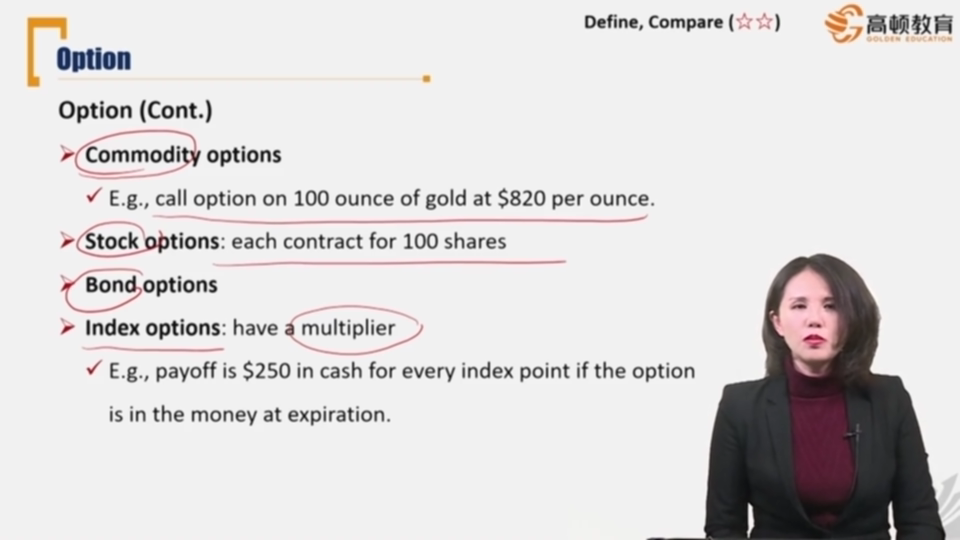 Define, Compare (☆☆)
高顿教育
GOLDEN EDUCATION
Option
Option (Cont.)
➢ Commodity options
✓ E.g., call option on 100 ounce of gold at $820 per ounce.
➢ Stock options: each contract for 100 shares
➢ Bond options
➢ Index options: have a multiplier
✓ E.g., payoff is $250 in cash for every index point if the option
is in the money at expiration.